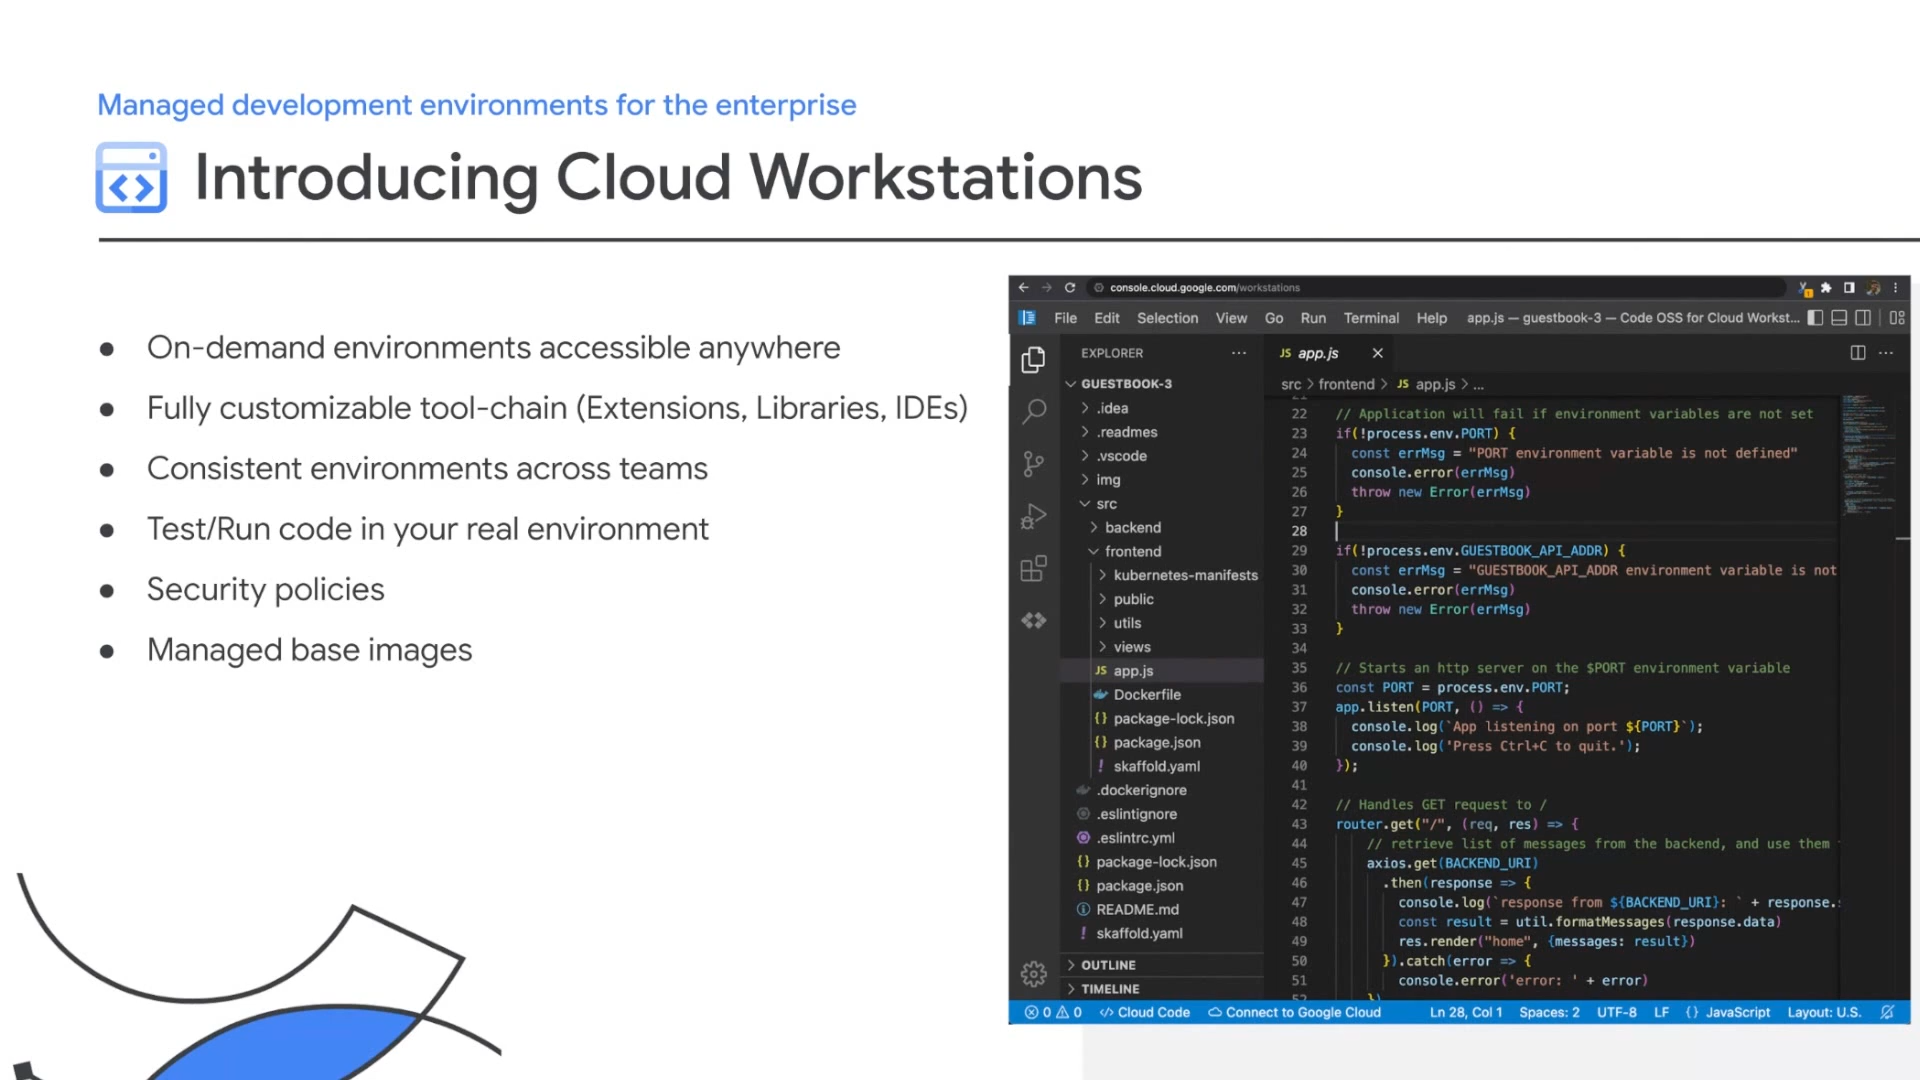 Managed development environments for the enterprise
Introducing Cloud Workstations
• On-demand environments accessible anywhere
• Fully customizable tool-chain (Extensions, Libraries, IDEs)
• Consistent environments across teams
• Test/Run code in your real environment
• Security policies
• Managed base images
console.cloud.google.com/workstations
File Edit Selection View Go Run Terminal Help app.js — guestbook-3 — Code OSS for Cloud Workst...
EXPLORER
GUESTBOOK-3
.idea
.readmes
.vscode
img
src
backend
frontend
kubernetes-manifests
public
utils
views
JS app.js
Dockerfile
{} package-lock.json
{} package.json
! skaffold.yaml
.dockerignore
.eslintignore
.eslintrc.yml
{} package-lock.json
{} package.json
README.md
! skaffold.yaml
OUTLINE
TIMELINE
JS app.js
src > frontend > JS app.js > ...
22 // Application will fail if environment variables are not set
23 if(!process.env.PORT) {
24 const errMsg = "PORT environment variable is not defined"
25 console.error(errMsg)
26 throw new Error(errMsg)
27 }
28
29 if(!process.env.GUESTBOOK_API_ADDR) {
30 const errMsg = "GUESTBOOK_API_ADDR environment variable is not
31 console.error(errMsg)
32 throw new Error(errMsg)
33 }
34
35 // Starts an http server on the $PORT environment variable
36 const PORT = process.env.PORT;
37 app.listen(PORT, () => {
38 console.log(`App listening on port ${PORT}`);
39 console.log('Press Ctrl+C to quit.');
40 });
41
42 // Handles GET request to /
43 router.get("/", (req, res) => {
44 // retrieve list of messages from the backend, and use them
45 axios.get(BACKEND_URI)
46 .then(response => {
47 console.log(`response from ${BACKEND_URI}: ` + response.
48 const result = util.formatMessages(response.data)
49 res.render("home", {messages: result})
50 }).catch(error => {
51 console.error('error: ' + error)
52 })
0 0 Cloud Code Connect to Google Cloud Ln 28, Col 1 Spaces: 2 UTF-8 LF {} JavaScript Layout: U.S.